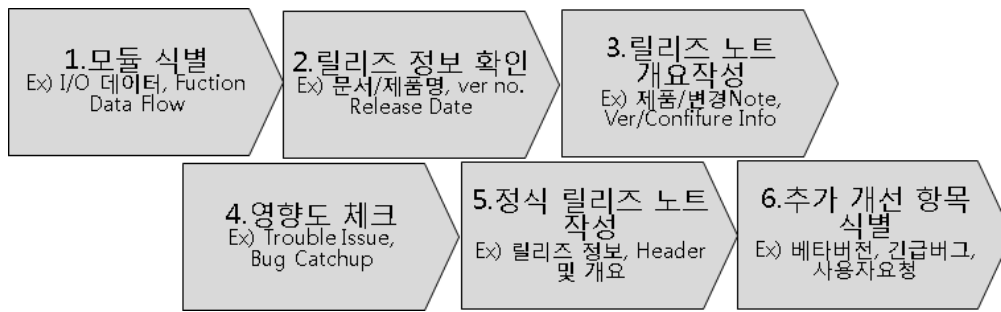 1.모듈 식별
Ex) I/O 데이터, Fuction
Data Flow
2.릴리즈 정보 확인
Ex) 문서/제품명, ver no.
Release Date
3.릴리즈 노트
개요작성
Ex) 제품/변경Note,
Ver/Confifure Info
4.영향도 체크
Ex) Trouble Issue,
Bug Catchup
5.정식 릴리즈 노트
작성
Ex) 릴리즈 정보, Header
및 개요
6.추가 개선 항목
식별
Ex) 베타버전, 긴급버그,
사용자요청